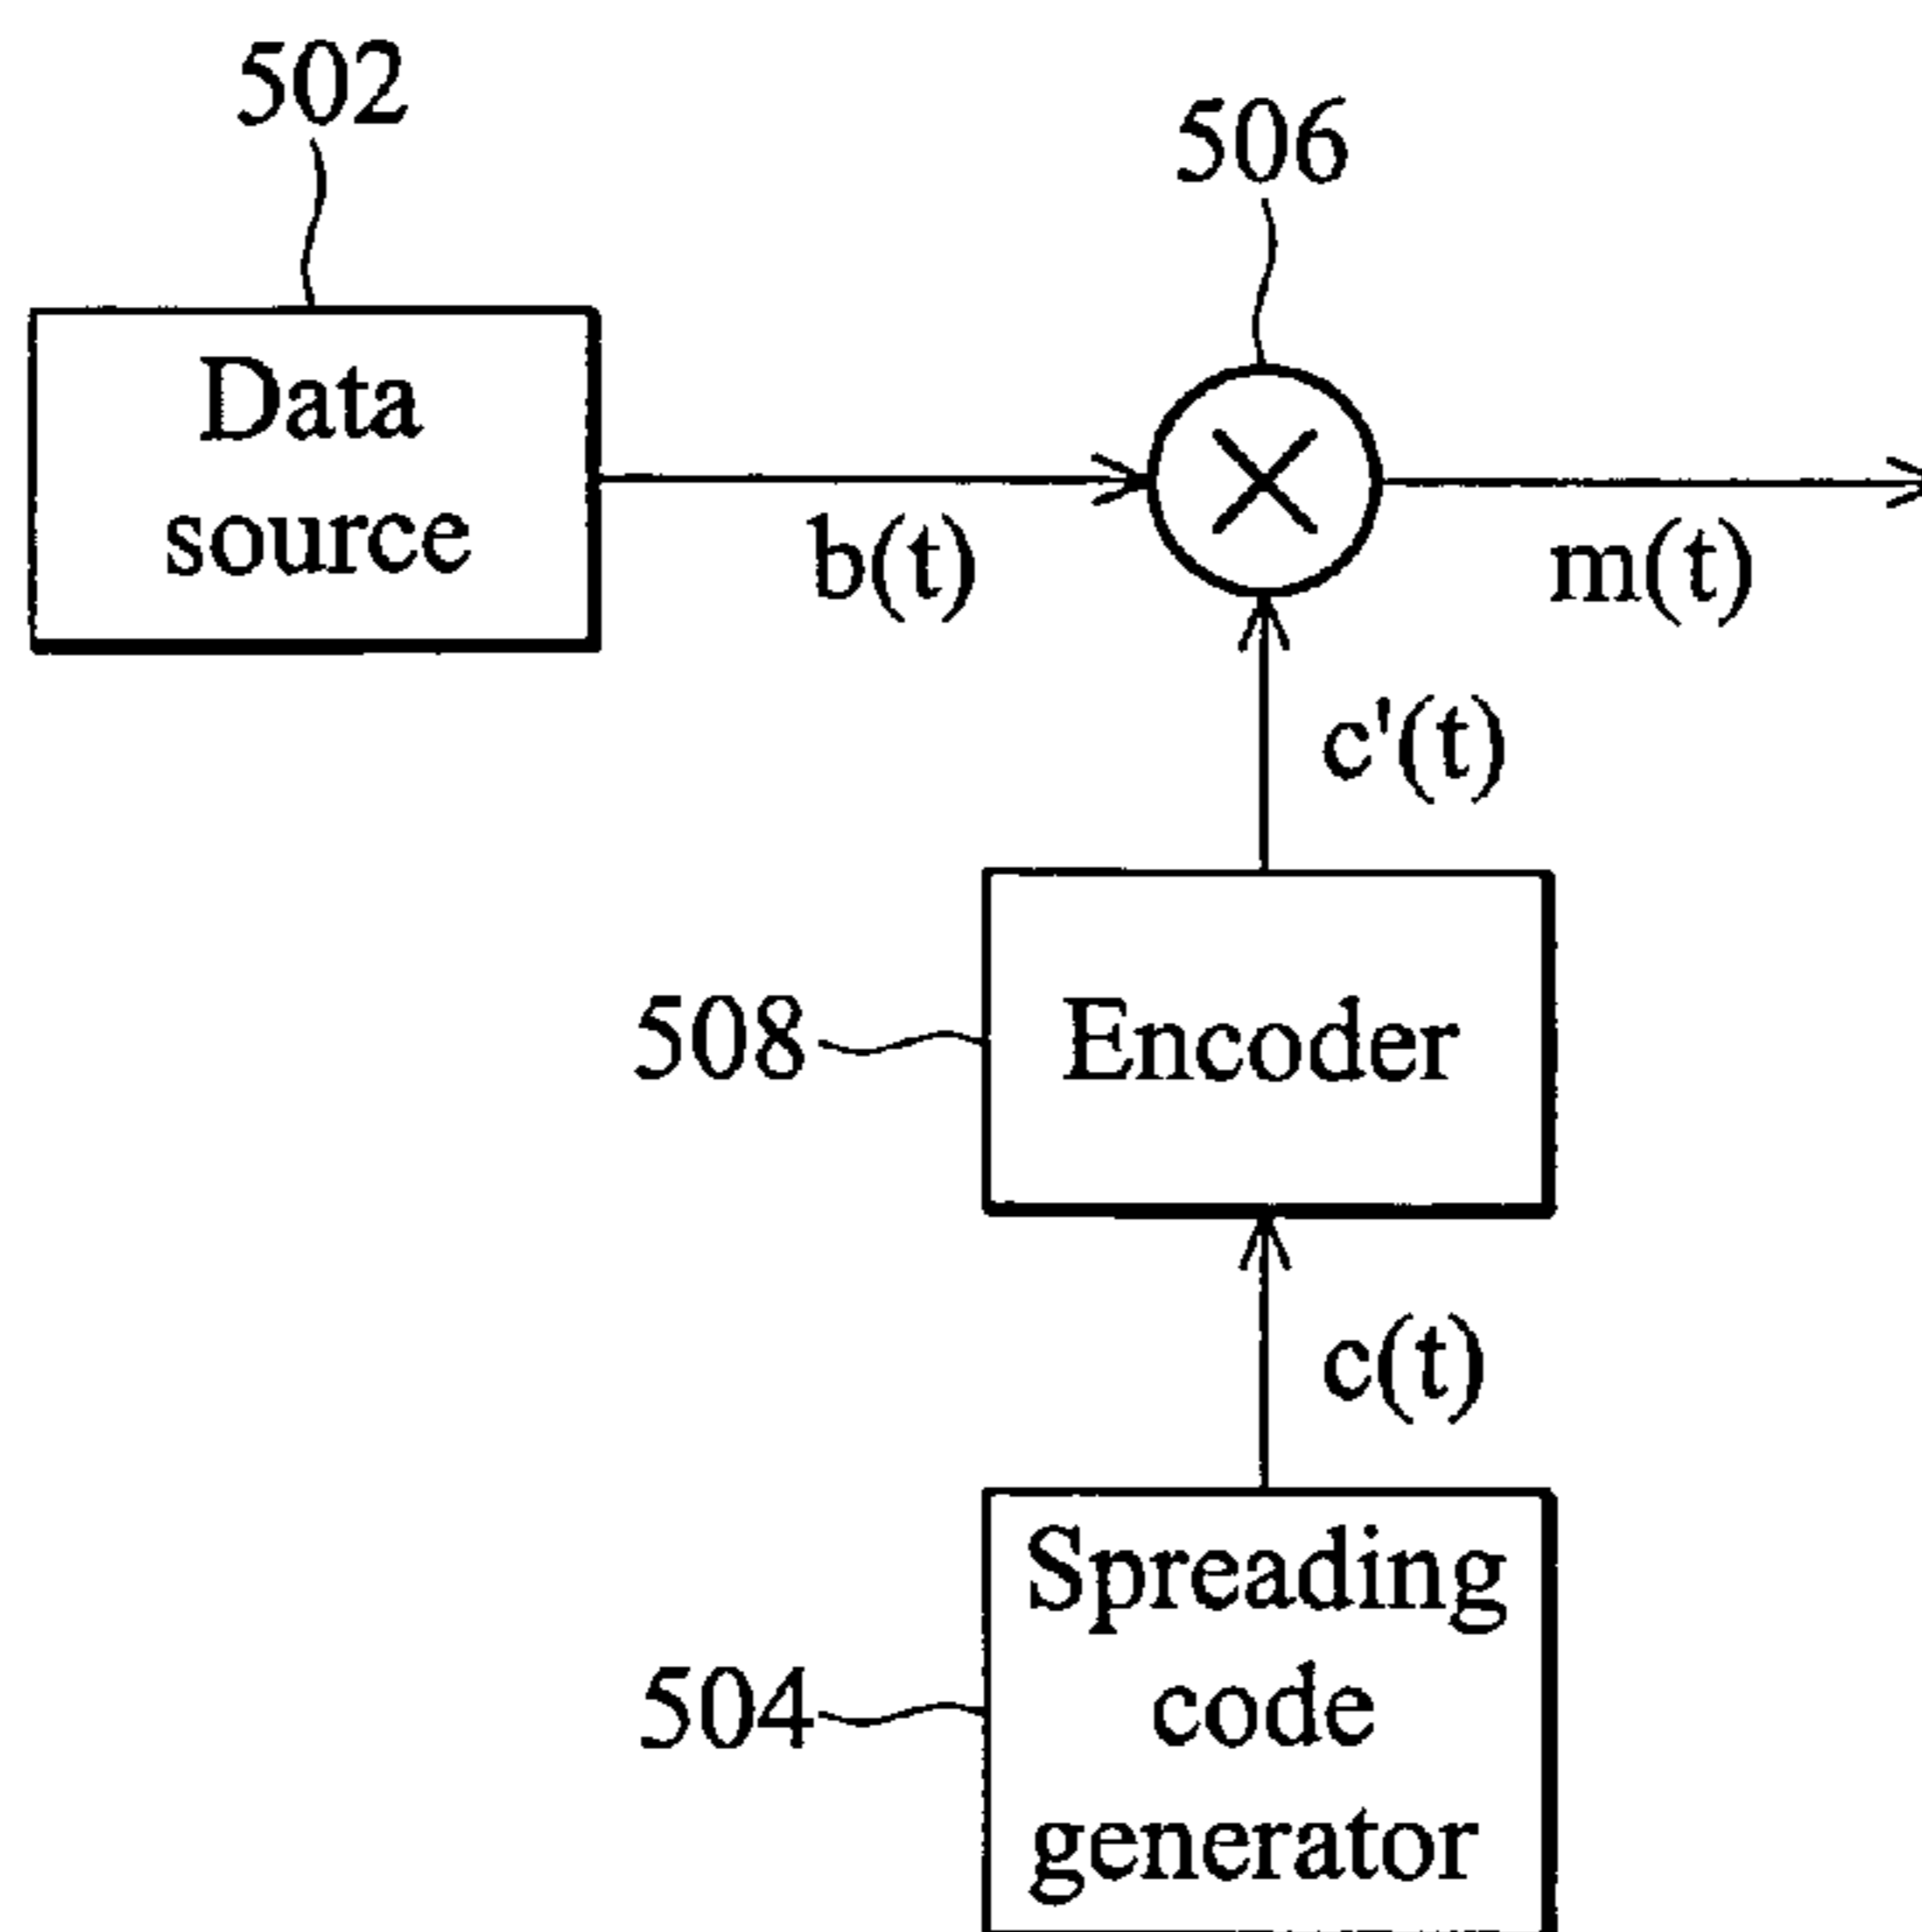 502
506
Data
source
b(t)
m(t)
c'(t)
508
Encoder
c(t)
Spreading
504
code
generator